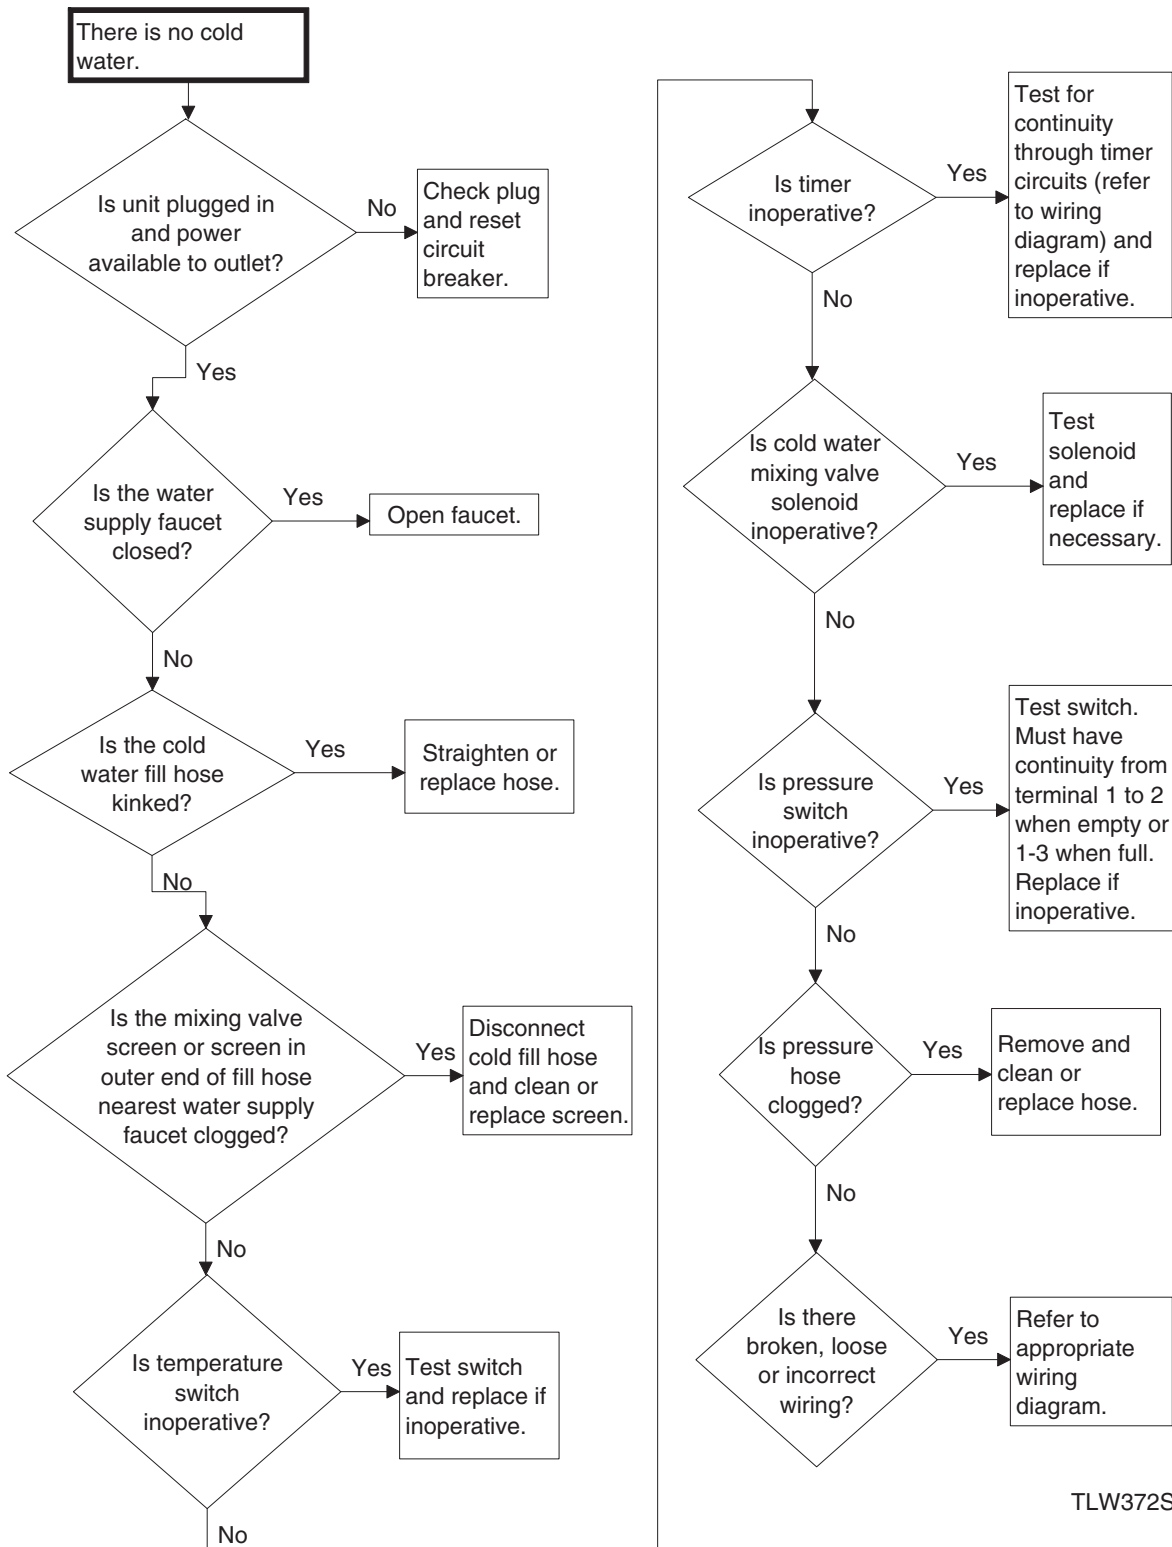 There is no cold
water.
Is unit plugged in
and power
available to outlet?
No
Check plug
and reset
circuit
breaker.
Yes
Is the water
supply faucet
closed?
Yes
Open faucet.
No
Is the cold
water fill hose
kinked?
Yes
Straighten or
replace hose.
No
Is the mixing valve
screen or screen in
outer end of fill hose
nearest water supply
faucet clogged?
Yes
Disconnect
cold fill hose
and clean or
replace screen.
No
Is temperature
switch
inoperative?
Yes
Test switch
and replace if
inoperative.
No
Is timer
inoperative?
Yes
Test for
continuity
through timer
circuits (refer
to wiring
diagram) and
replace if
inoperative.
No
Is cold water
mixing valve
solenoid
inoperative?
Yes
Test
solenoid
and
replace if
necessary.
No
Is pressure
switch
inoperative?
Yes
Test switch.
Must have
continuity from
terminal 1 to 2
when empty or
1-3 when full.
Replace if
inoperative.
No
Is pressure
hose
clogged?
Yes
Remove and
clean or
replace hose.
No
Is there
broken, loose
or incorrect
wiring?
Yes
Refer to
appropriate
wiring
diagram.
TLW372S